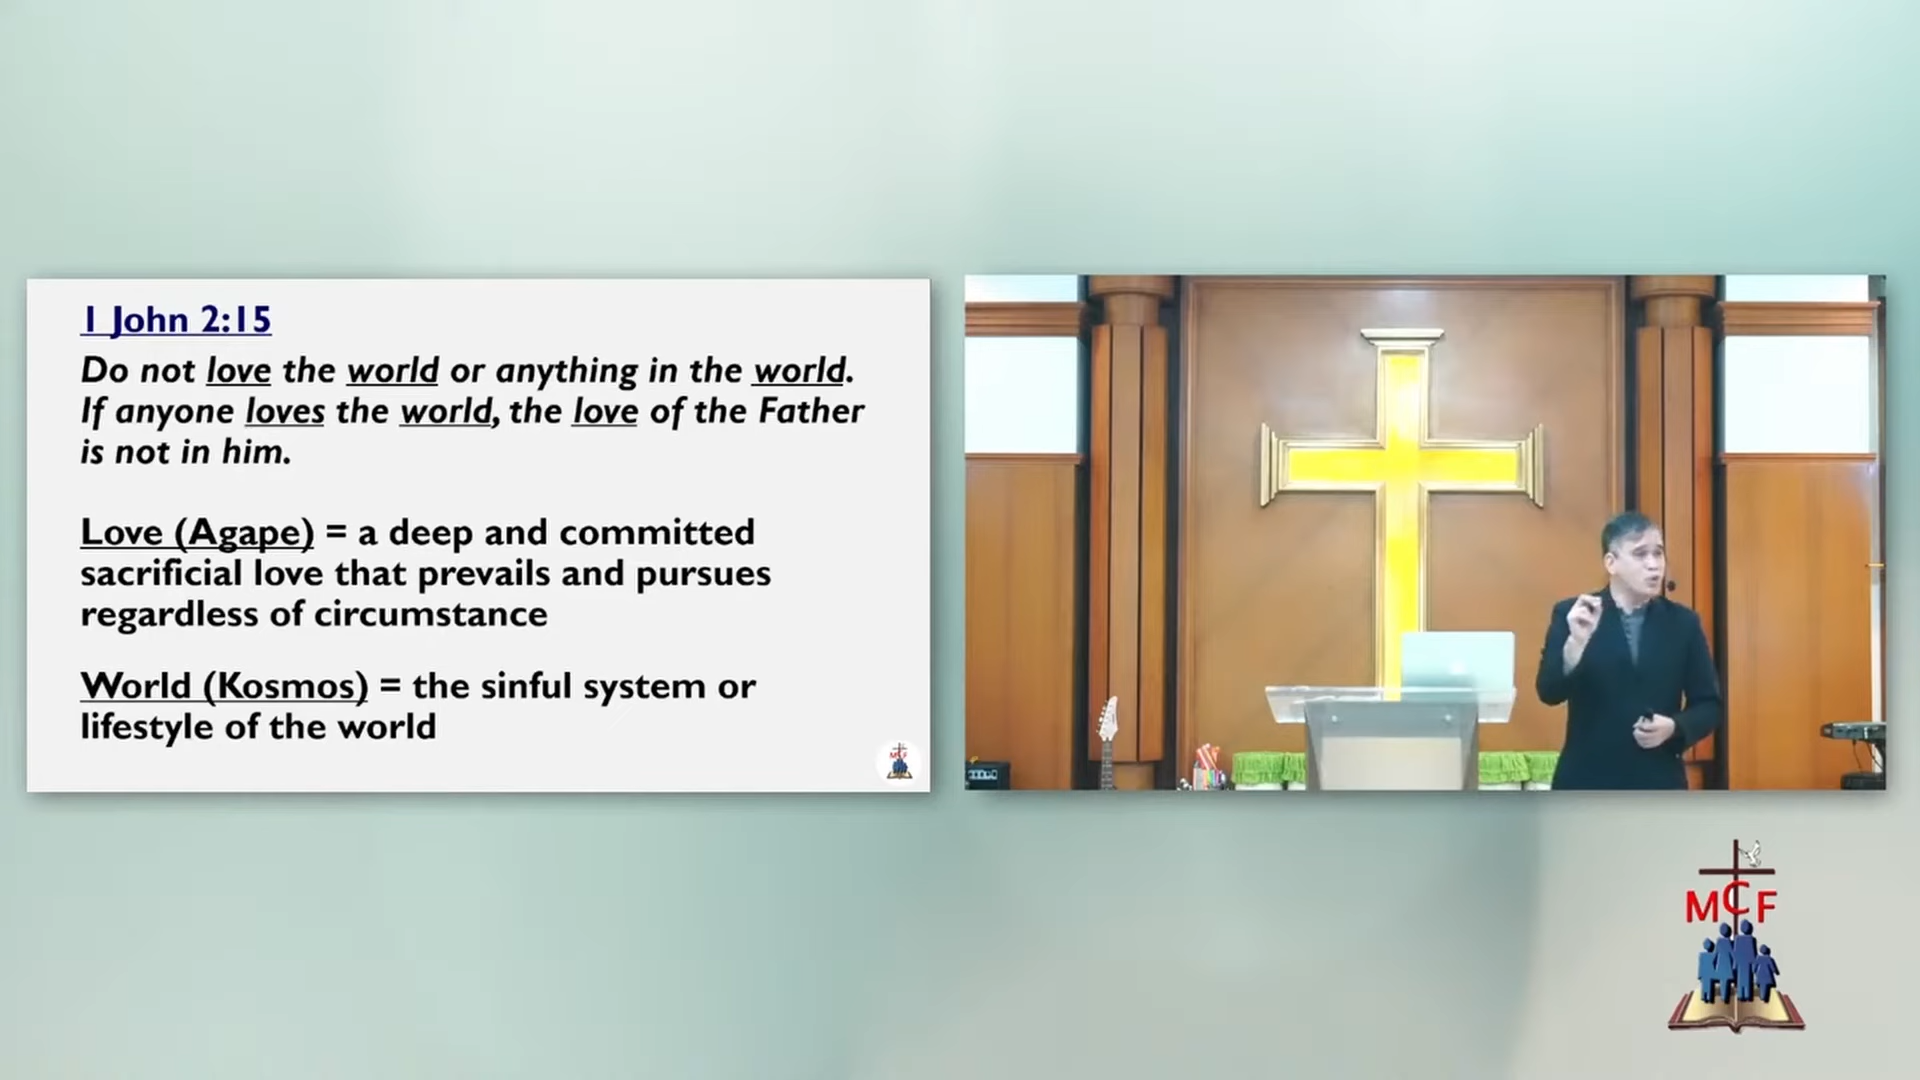 1 John 2:15
Do not love the world or anything in the world.
If anyone loves the world, the love of the Father
is not in him.
Love (Agape) = a deep and committed
sacrificial love that prevails and pursues
regardless of circumstance
World (Kosmos) = the sinful system or
lifestyle of the world
MCF
MCF